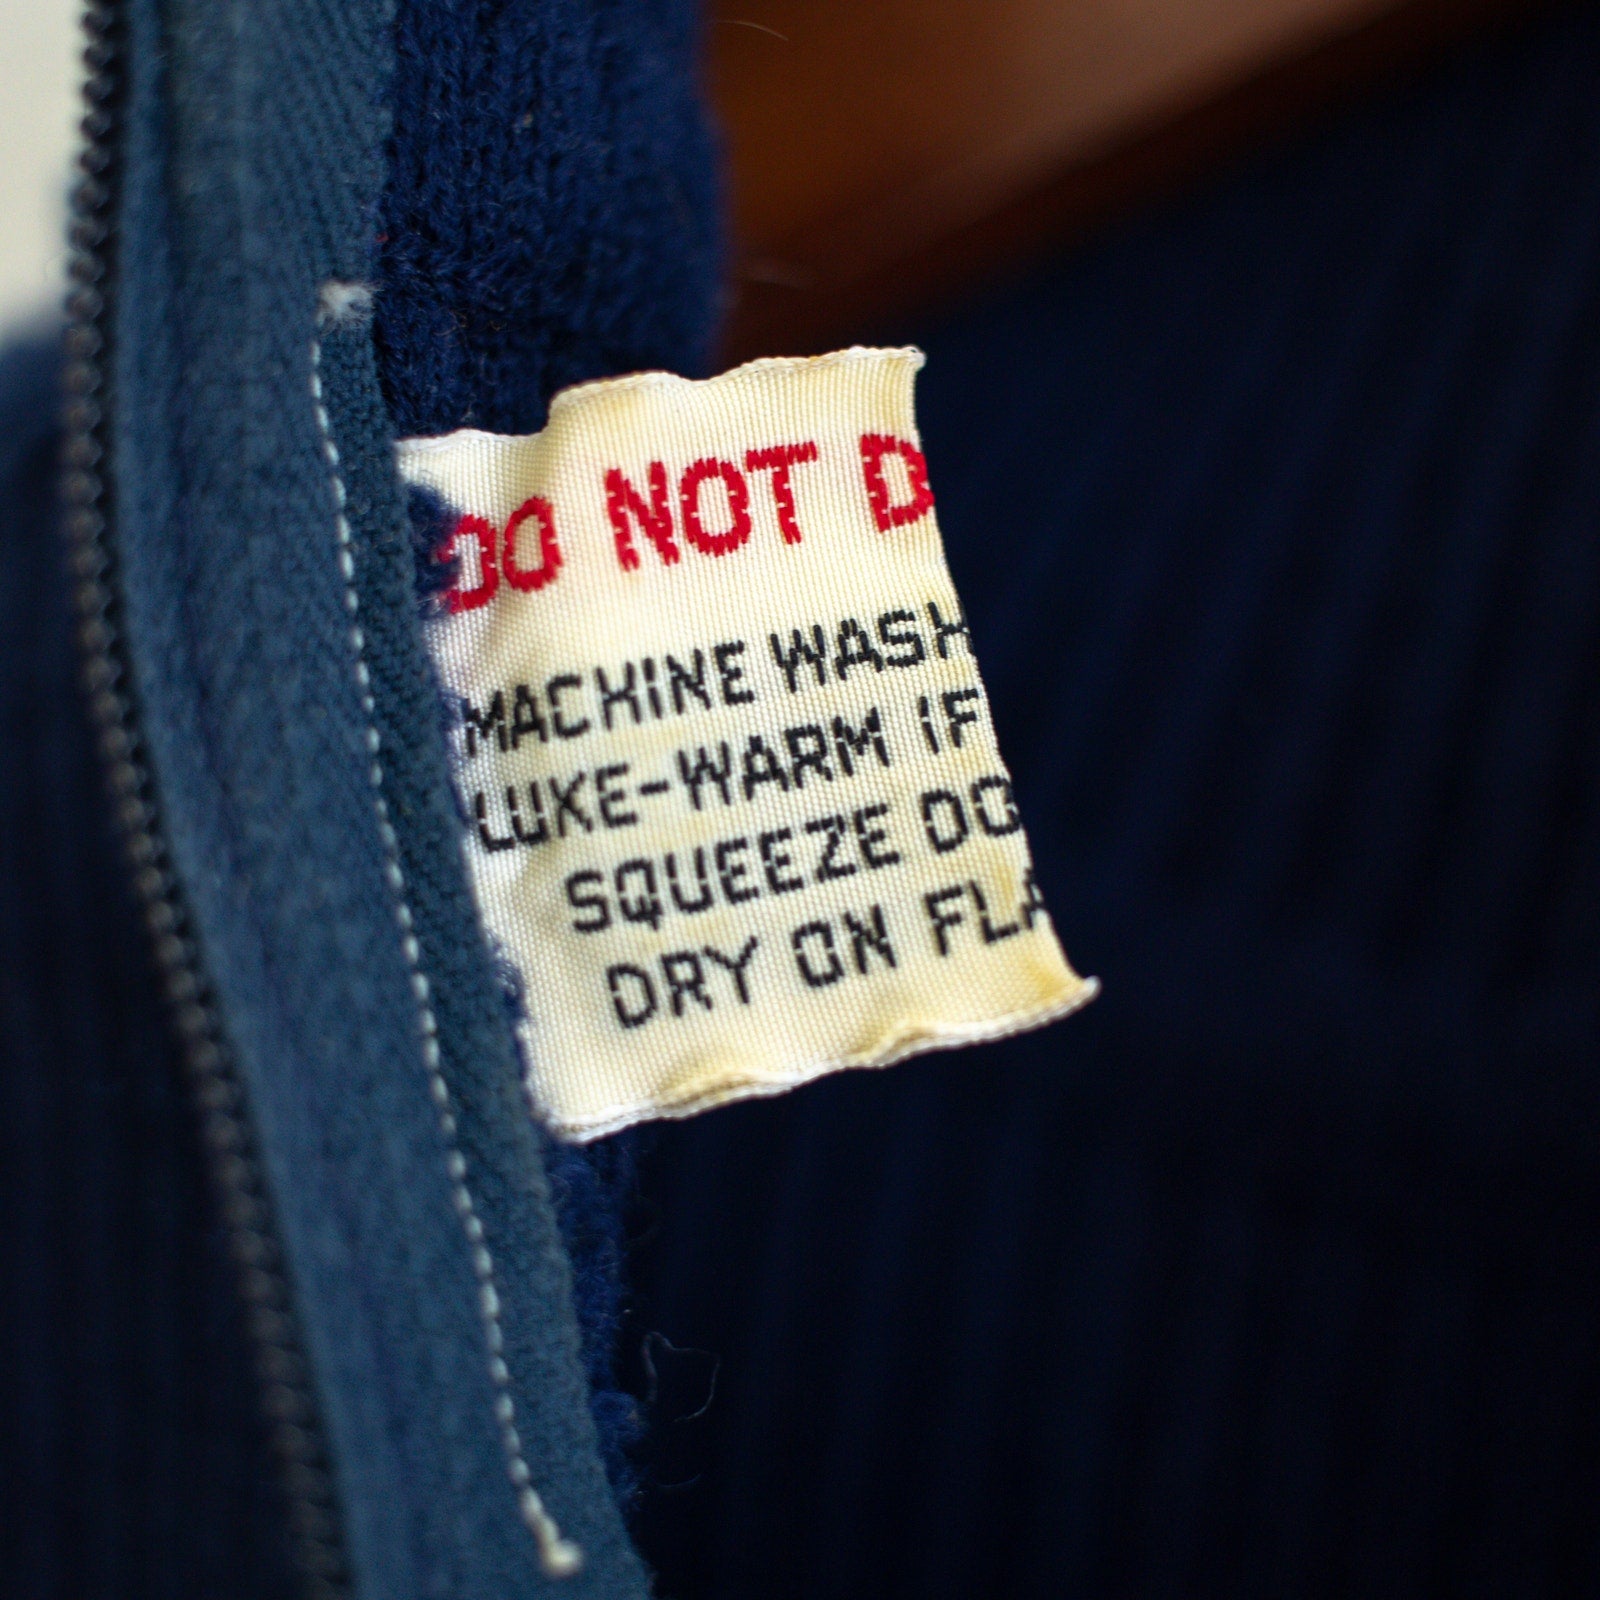 DO NOT D
MACHINE WASH
LUKE-WARM IF
SQUEEZE DO
DRY ON FLA